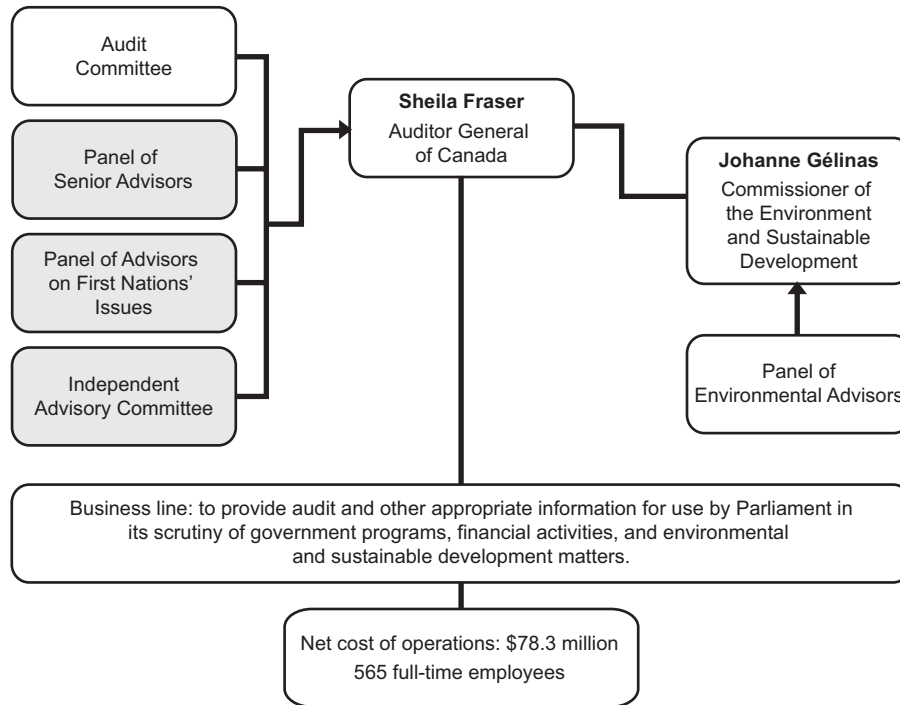 Audit
Committee
Panel of
Senior Advisors
Panel of Advisors
on First Nations’
Issues
Independent
Advisory Committee
Sheila Fraser
Auditor General
of Canada
Johanne Gélinas
Commissioner of
the Environment
and Sustainable
Development
Panel of
Environmental Advisors
Business line: to provide audit and other appropriate information for use by Parliament in
its scrutiny of government programs, financial activities, and environmental
and sustainable development matters.
Net cost of operations: $78.3 million
565 full-time employees